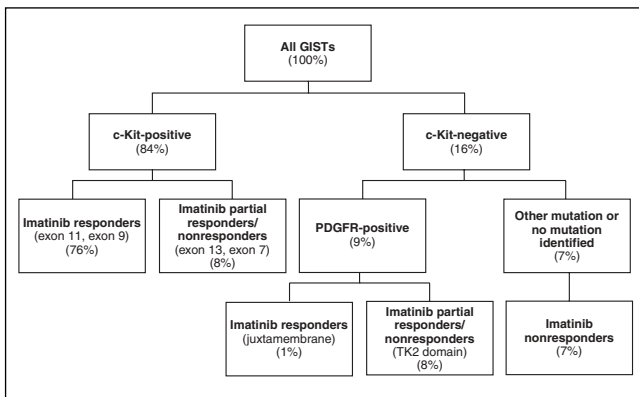 All GISTs
(100%)
c-Kit-positive
(84%)
c-Kit-negative
(16%)
Imatinib responders
(exon 11, exon 9)
(76%)
Imatinib partial
responders/
nonresponders
(exon 13, exon 7)
(8%)
PDGFR-positive
(9%)
Other mutation or
no mutation
identified
(7%)
Imatinib responders
(juxtamembrane)
(1%)
Imatinib partial
responders/
nonresponders
(TK2 domain)
(8%)
Imatinib
nonresponders
(7%)